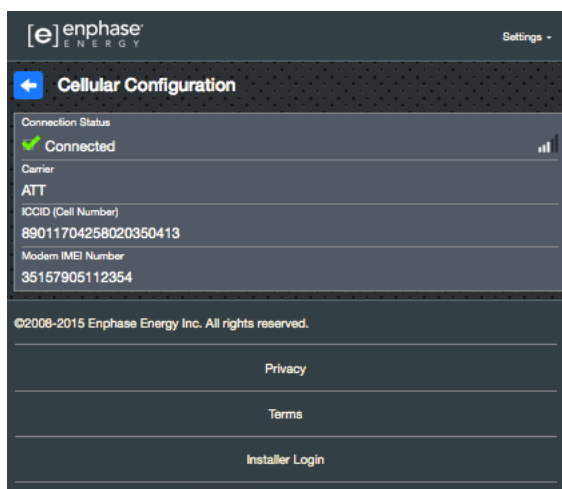 [e] enphase
ENERGY
Settings
Cellular Configuration
Connection Status
Connected
Carrier
ATT
ICCID (Cell Number)
89011704258020350413
Modem IMEI Number
35157905112354
©2008-2015 Enphase Energy Inc. All rights reserved.
Privacy
Terms
Installer Login